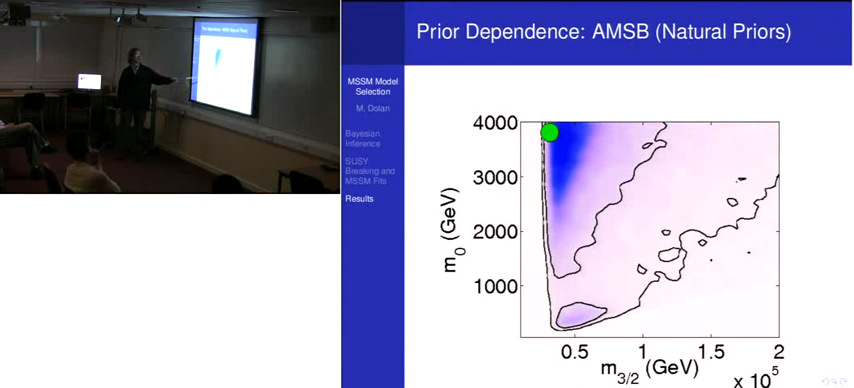 Prior Dependence: AMSB (Natural Priors)
MSSM Model
Selection
M. Dolan
Bayesian
Inference
SUSY
Breaking and
MSSM Fits
Results
4000
3000
2000
1000
m0 (GeV)
0.5
1
1.5
2
m3/2 (GeV)
x 10^5